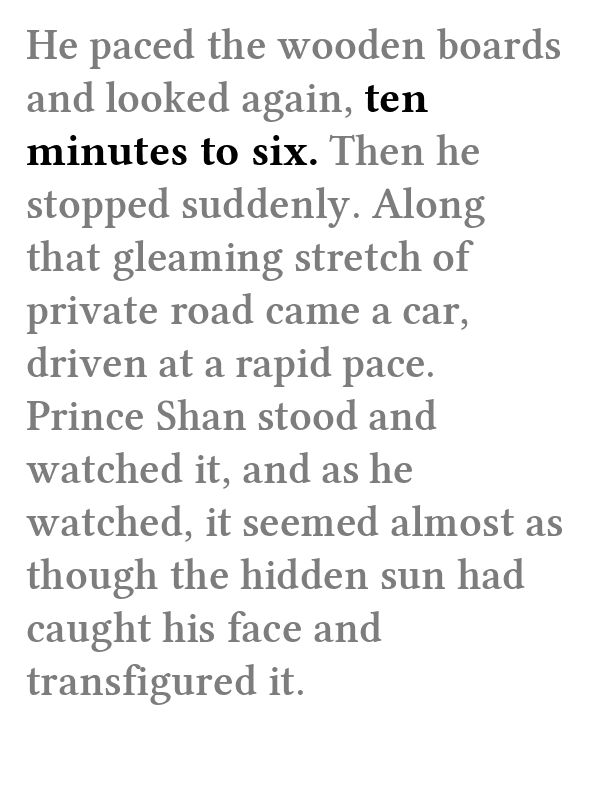 He paced the wooden boards
and looked again, ten
minutes to six. Then he
stopped suddenly. Along
that gleaming stretch of
private road came a car,
driven at a rapid pace.
Prince Shan stood and
watched it, and as he
watched, it seemed almost as
though the hidden sun had
caught his face and
transfigured it.